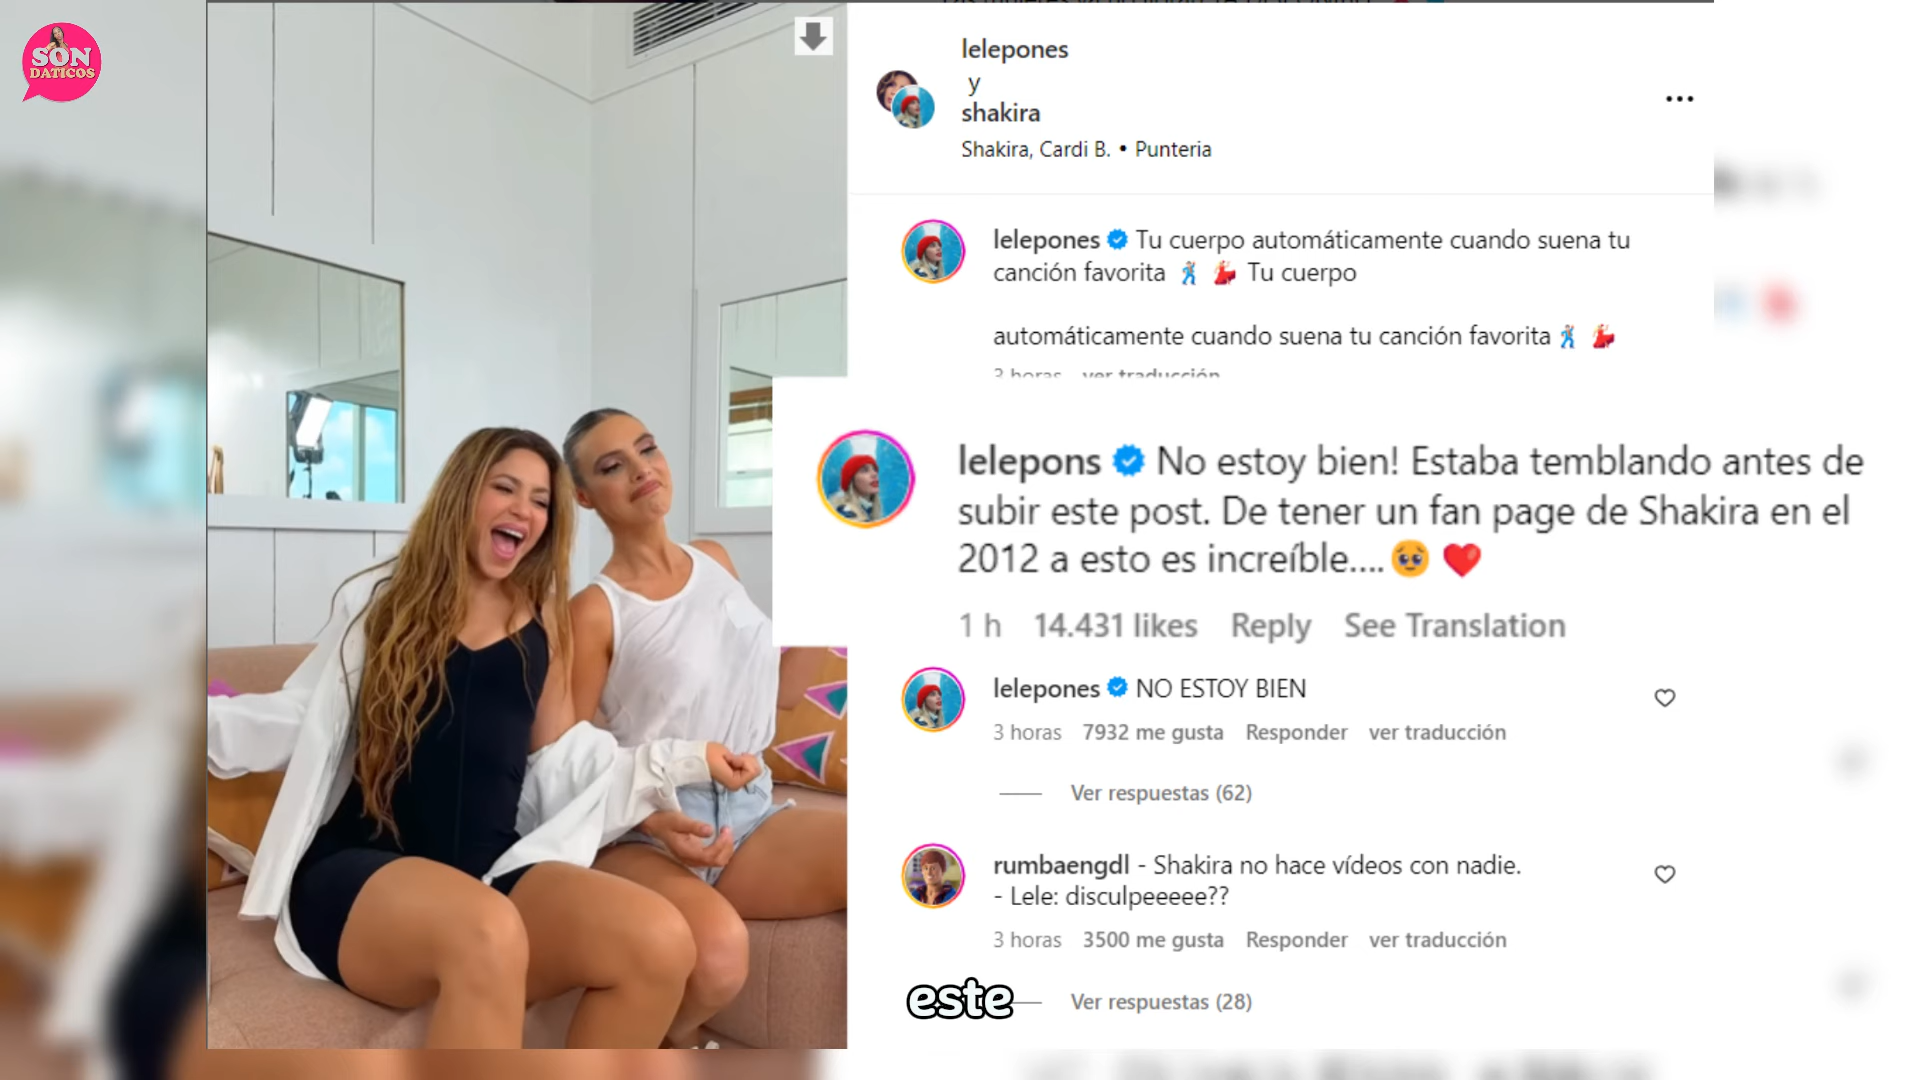 SON
DATICOS
lelepones
y
shakira
Shakira, Cardi B. • Punteria
lelepones Tu cuerpo automáticamente cuando suena tu
canción favorita 🕺 💃 Tu cuerpo
automáticamente cuando suena tu canción favorita 🕺 💃
3 horas ver traducción
lelepons No estoy bien! Estaba temblando antes de
subir este post. De tener un fan page de Shakira en el
2012 a esto es increíble....🥹 ❤️
1 h 14.431 likes Reply See Translation
lelepones NO ESTOY BIEN
3 horas 7932 me gusta Responder ver traducción
Ver respuestas (62)
rumbaengdl - Shakira no hace vídeos con nadie.
- Lele: disculpeeeee??
3 horas 3500 me gusta Responder ver traducción
este
Ver respuestas (28)